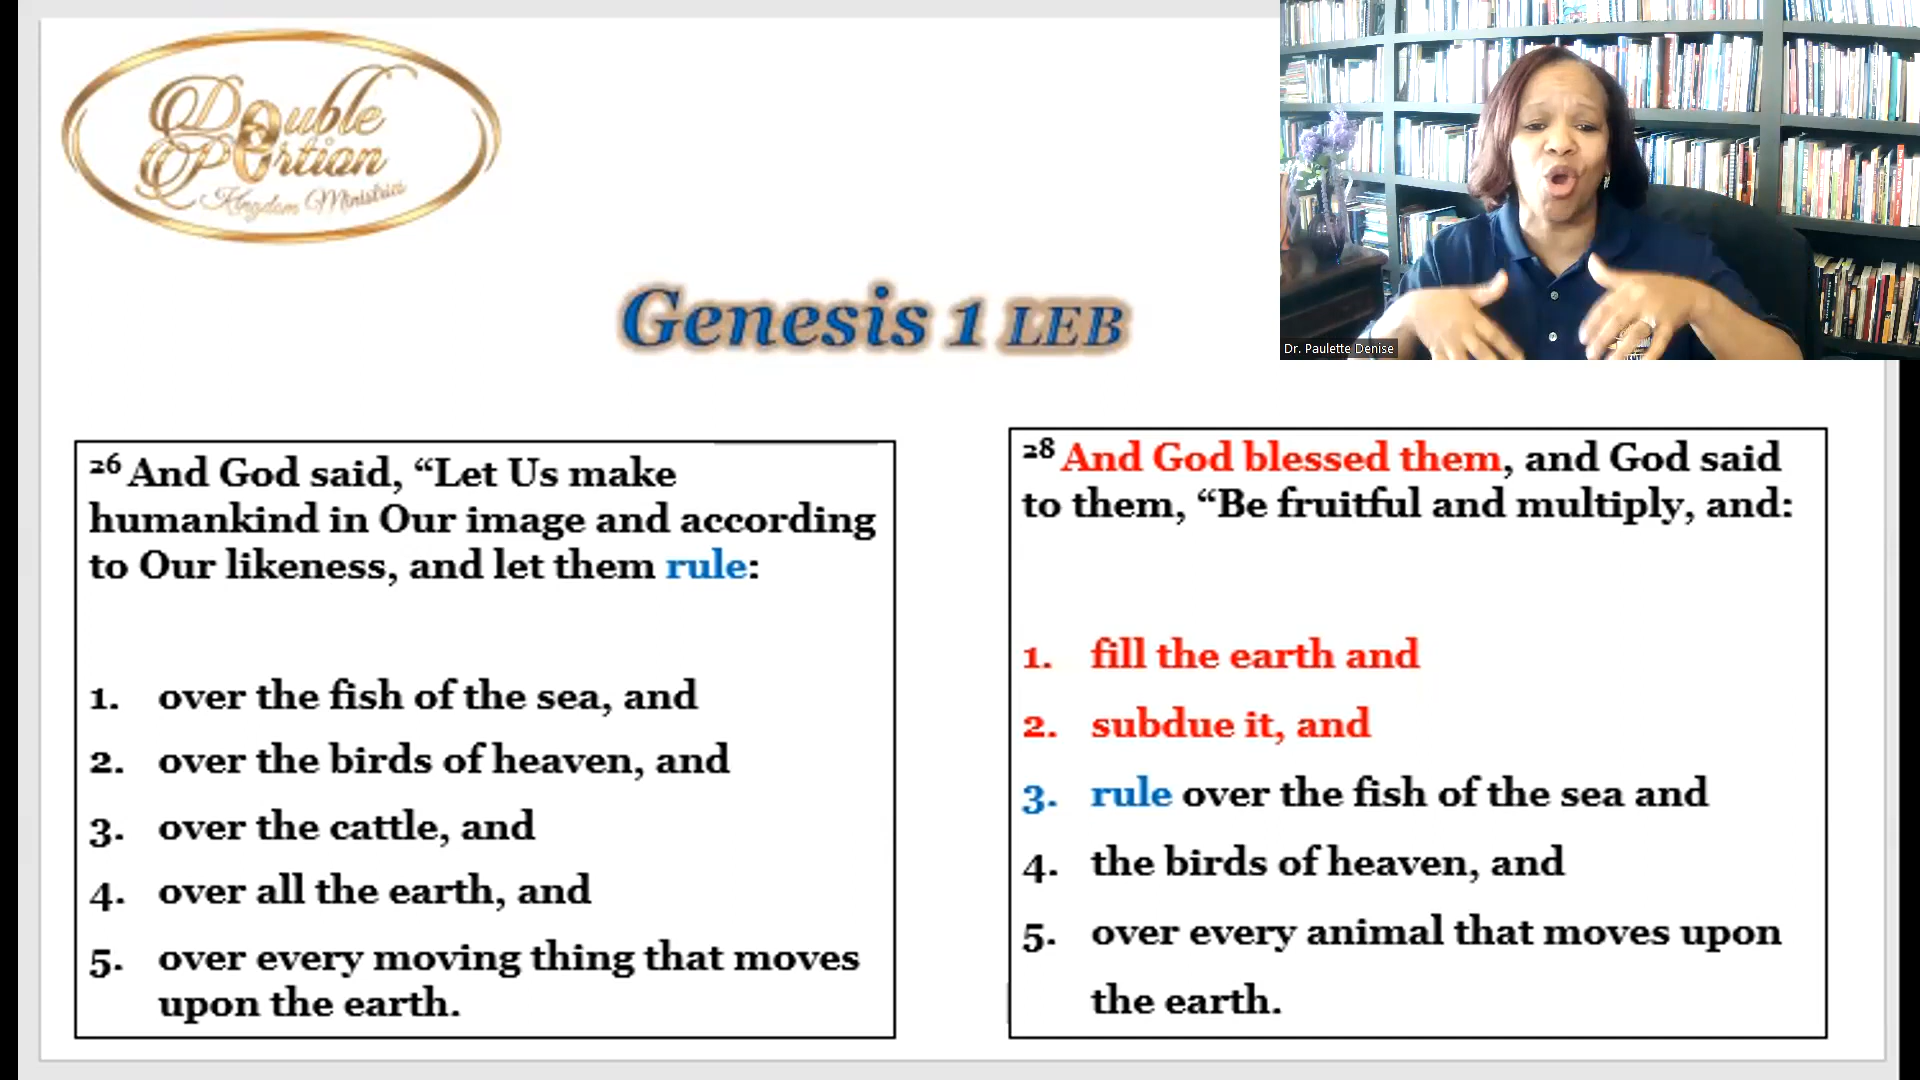 Double
Portion
Kingdom Ministries
Dr. Paulette Denise
Genesis 1 LEB
26 And God said, “Let Us make
humankind in Our image and according
to Our likeness, and let them rule:
1. over the fish of the sea, and
2. over the birds of heaven, and
3. over the cattle, and
4. over all the earth, and
5. over every moving thing that moves
upon the earth.
28 And God blessed them, and God said
to them, “Be fruitful and multiply, and:
1. fill the earth and
2. subdue it, and
3. rule over the fish of the sea and
4. the birds of heaven, and
5. over every animal that moves upon
the earth.